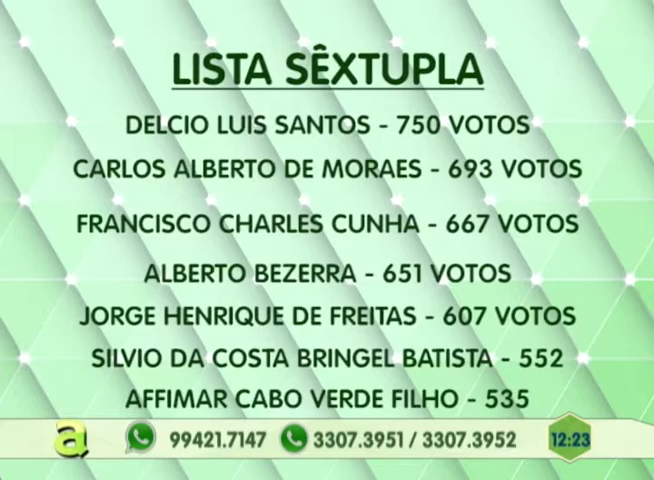 LISTA SÊXTUPLA
DELCIO LUIS SANTOS - 750 VOTOS
CARLOS ALBERTO DE MORAES - 693 VOTOS
FRANCISCO CHARLES CUNHA - 667 VOTOS
ALBERTO BEZERRA - 651 VOTOS
JORGE HENRIQUE DE FREITAS - 607 VOTOS
SILVIO DA COSTA BRINGEL BATISTA - 552
AFFIMAR CABO VERDE FILHO - 535
a 99421.7147 3307.3951 / 3307.3952 12:23